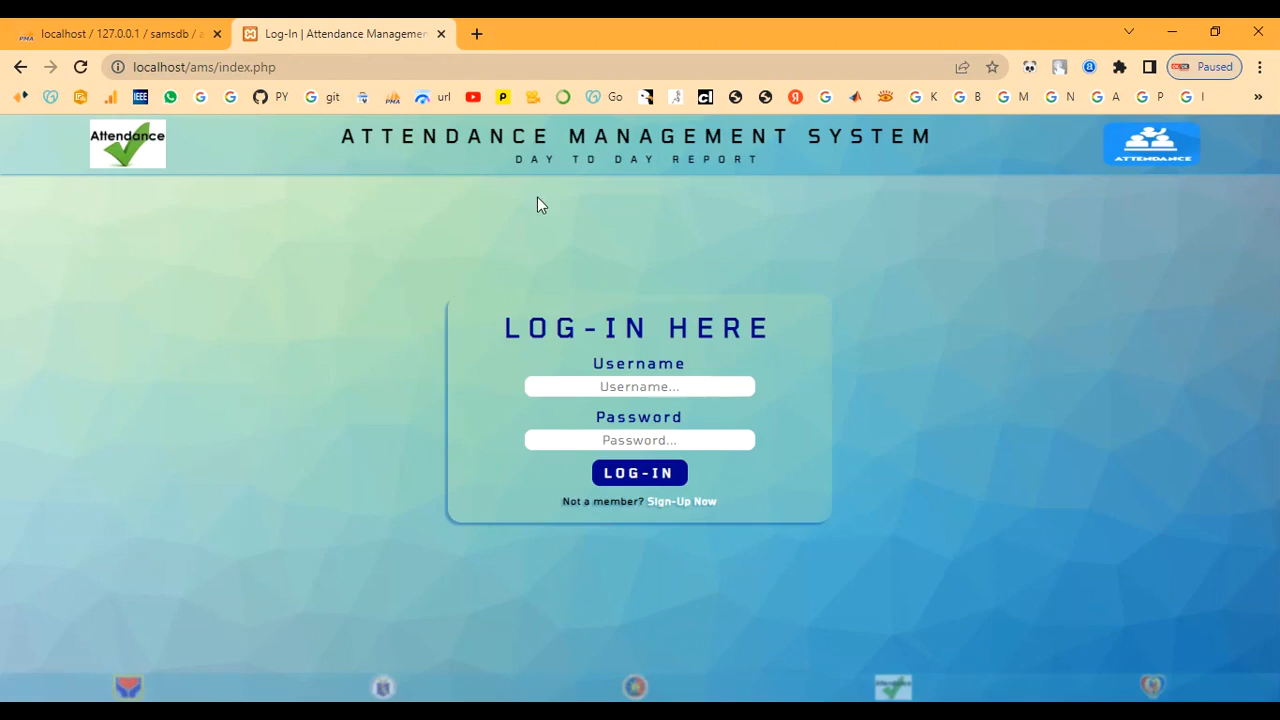 localhost / 127.0.0.1 / samsdb / a
Log-In | Attendance Managemen
localhost/ams/index.php
Paused
IEEE
PY
git
url
Go
K
B
M
N
A
P
I
»
Attendance
ATTENDANCE MANAGEMENT SYSTEM
DAY TO DAY REPORT
ATTENDANCE
LOG-IN HERE
Username
Username...
Password
Password...
LOG-IN
Not a member? Sign-Up Now
Attendance